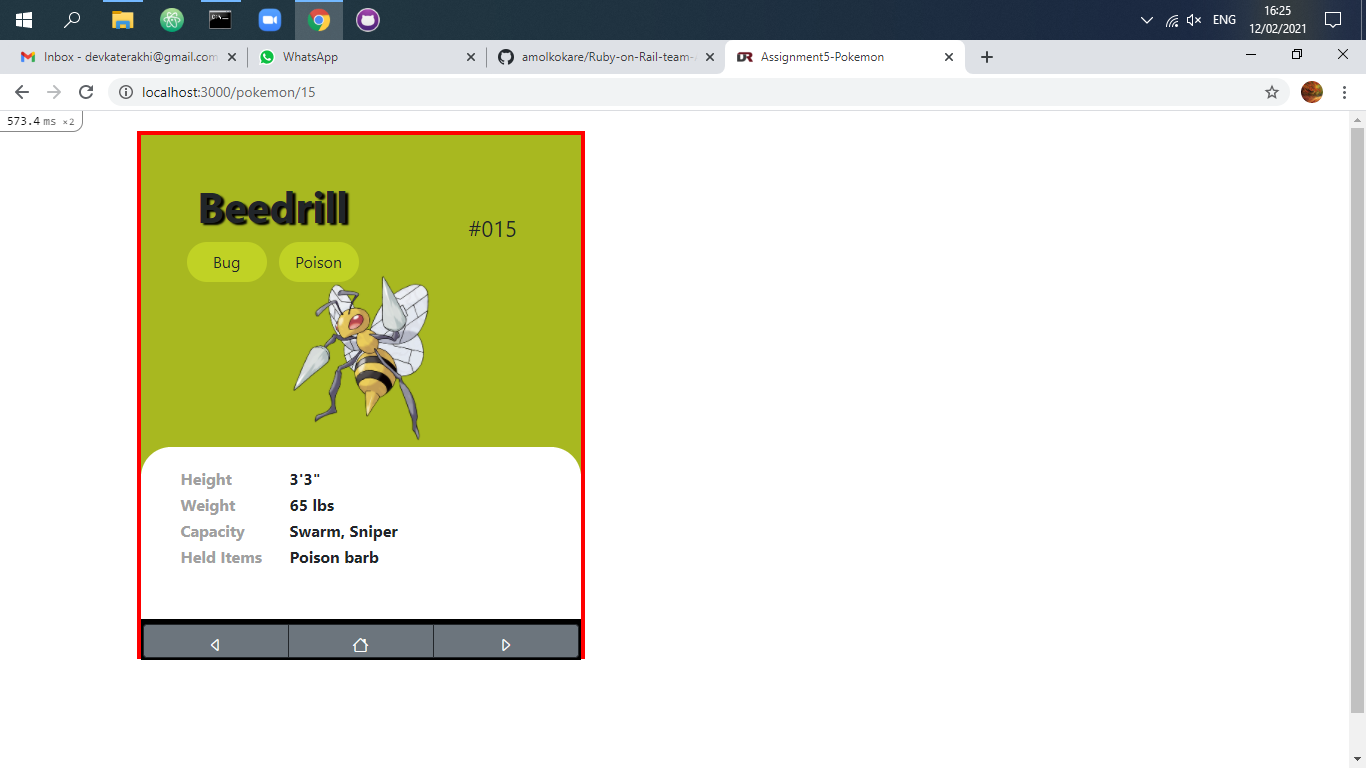 16:25
ENG
12/02/2021
Inbox - devkaterakhi@gmail.com
WhatsApp
amolkokare/Ruby-on-Rail-team-
Assignment5-Pokemon
localhost:3000/pokemon/15
573.4 ms ×2
Beedrill
#015
Bug Poison
Height 3'3"
Weight 65 lbs
Capacity Swarm, Sniper
Held Items Poison barb